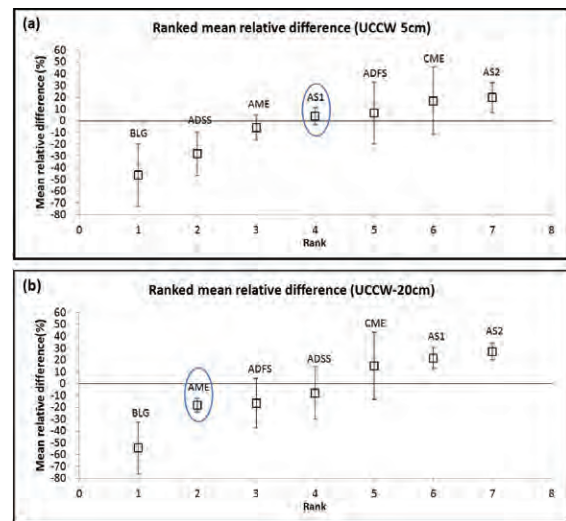 (a)
Ranked mean relative difference (UCCW 5cm)
Mean relative difference(%)
60
50
40
30
20
10
0
-10
-20
-30
-40
-50
-60
-70
-80
BLG
ADSS
AME
AS1
ADFS
CME
AS2
0 1 2 3 4 5 6 7 8
Rank
(b)
Ranked mean relative difference (UCCW-20cm)
Mean relative difference(%)
60
50
40
30
20
10
0
-10
-20
-30
-40
-50
-60
-70
-80
BLG
AME
ADFS
ADSS
CME
AS1
AS2
0 1 2 3 4 5 6 7 8
Rank